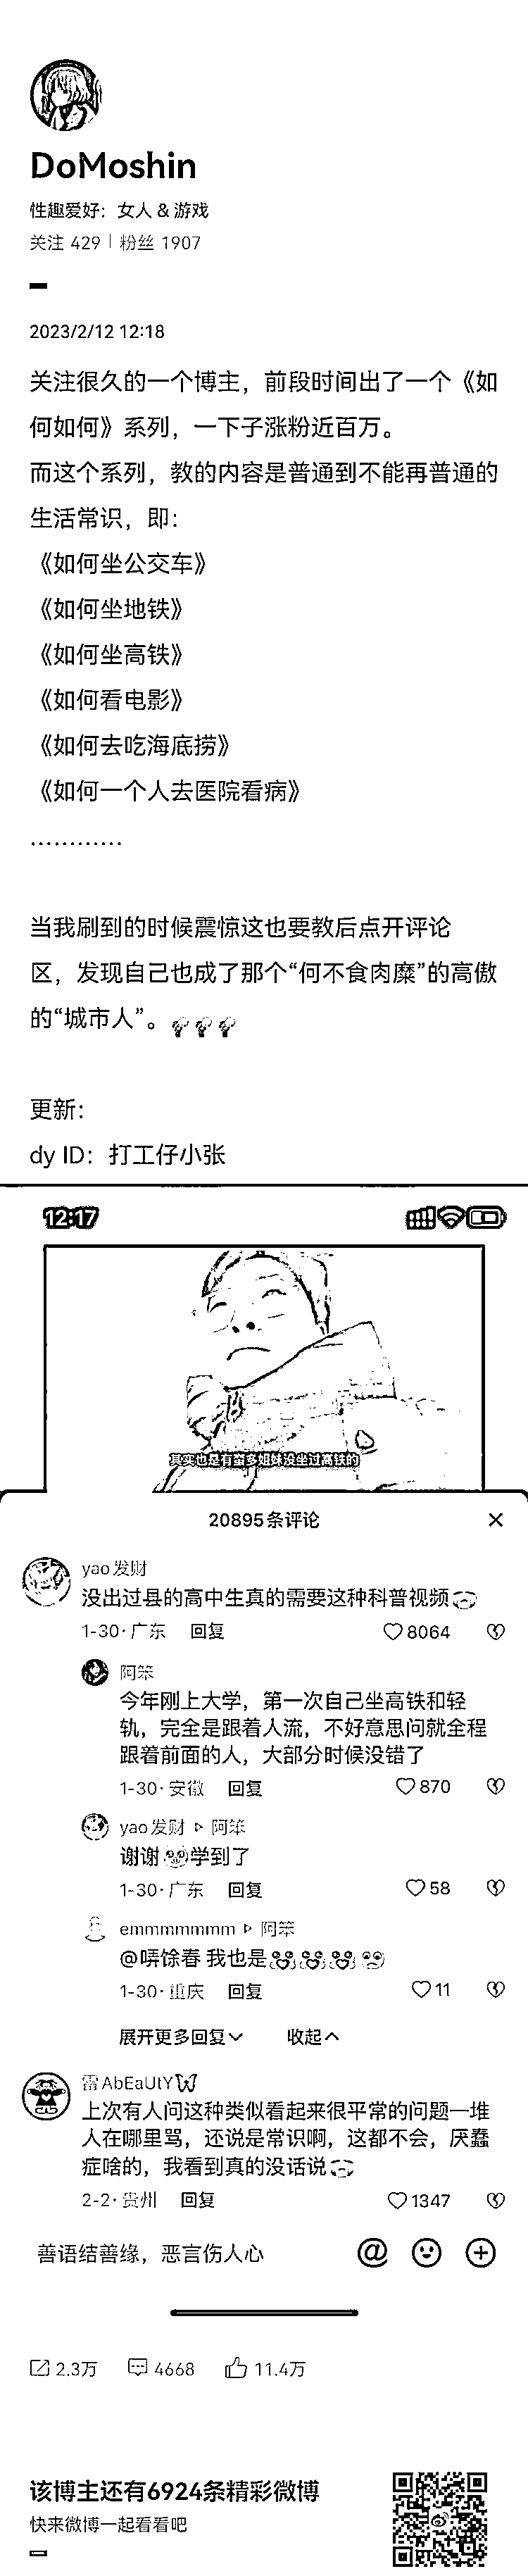 DoMoshin
性趣爱好：女人 & 游戏
关注 429 | 粉丝 1907
2023/2/12 12:18
关注很久的一个博主，前段时间出了一个《如
何如何》系列，一下子涨粉近百万。
而这个系列，教的内容是普通到不能再普通的
生活常识，即：
《如何坐公交车》
《如何坐地铁》
《如何坐高铁》
《如何看电影》
《如何去吃海底捞》
《如何一个人去医院看病》
…………
当我刷到的时候震惊这也要教后点开评论
区，发现自己也成了那个“何不食肉糜”的高傲
的“城市人”。
更新：
dy ID：打工仔小张
12:17
其实也是有蛮多姐妹没坐过高铁的
20895条评论
yao发财
没出过县的高中生真的需要这种科普视频
1-30·广东 回复 8064
阿笨
今年刚上大学，第一次自己坐高铁和轻
轨，完全是跟着人流，不好意思问就全程
跟着前面的人，大部分时候没错了
1-30·安徽 回复 870
yao发财 ▷ 阿笨
谢谢学到了
1-30·广东 回复 58
emmmmmmm ▷ 阿笨
@哢馀春 我也是
1-30·重庆 回复 11
展开更多回复 收起
雷AbEaUtY
上次有人问这种类似看起来很平常的问题一堆
人在哪里骂，还说是常识啊，这都不会，厌蠢
症啥的，我看到真的没话说
2-2·贵州 回复 1347
善语结善缘，恶言伤人心
2.3万 4668 11.4万
该博主还有6924条精彩微博
快来微博一起看看吧